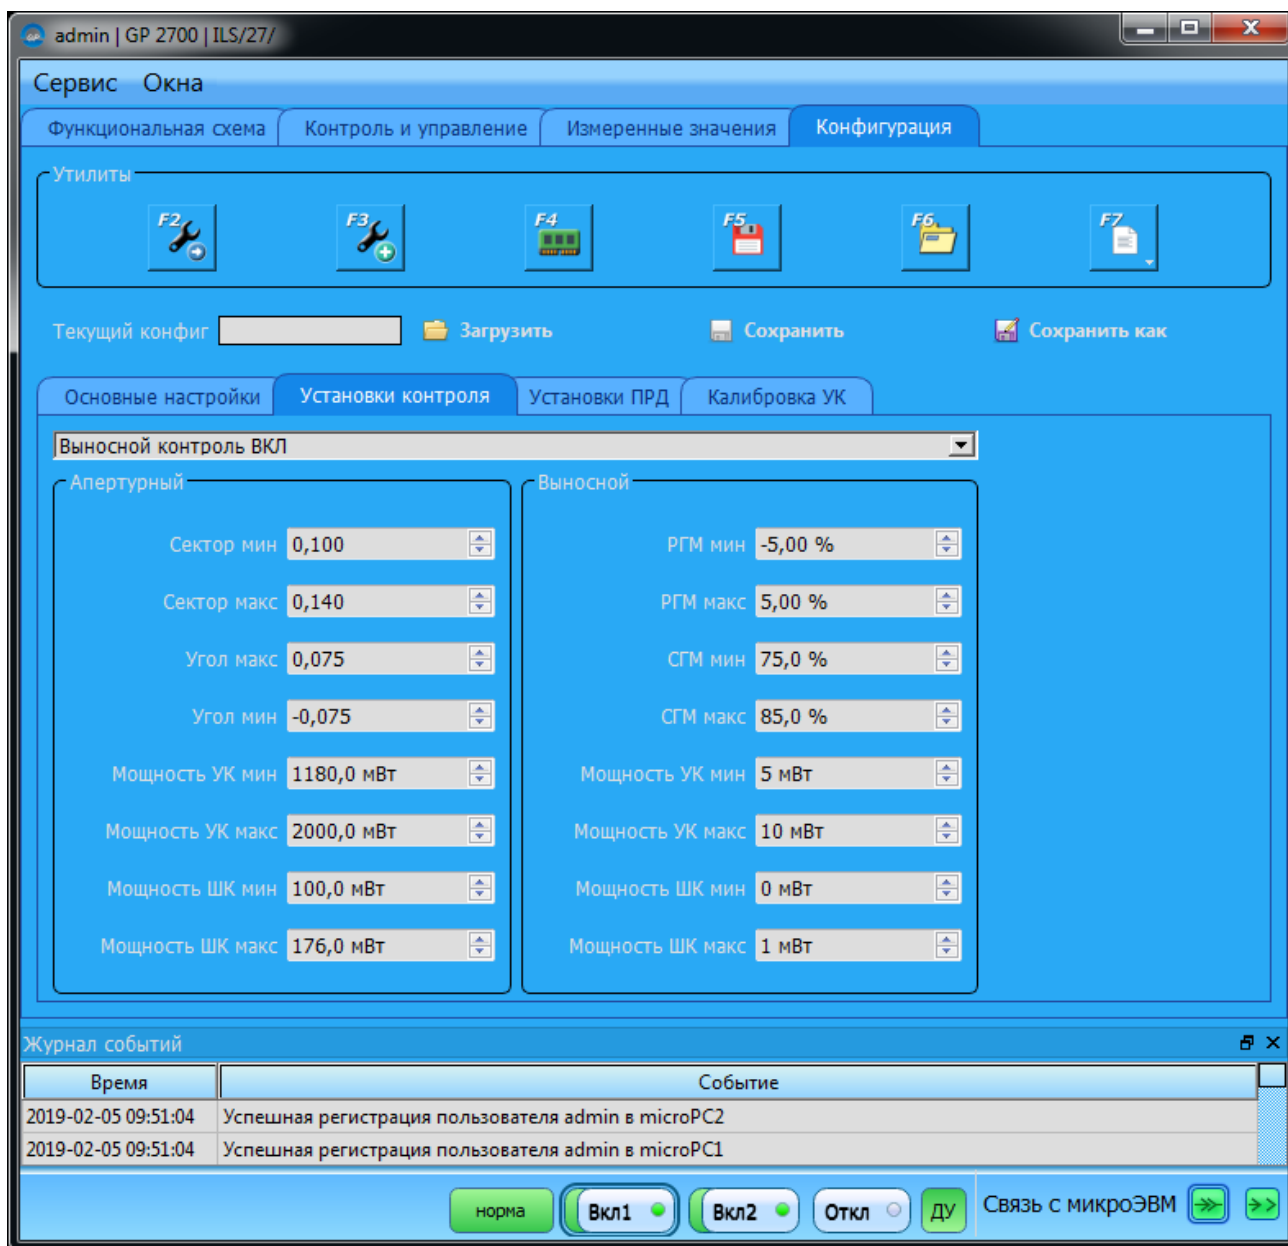 admin | GP 2700 | ILS/27/
Сервис Окна
Функциональная схема Контроль и управление Измеренные значения Конфигурация
Утилиты
F2 F3 F4 F5 F6 F7
Текущий конфиг Загрузить Сохранить Сохранить как
Основные настройки Установки контроля Установки ПРД Калибровка УК
Выносной контроль ВКЛ
Апертурный Выносной
Сектор мин 0,100 РГМ мин -5,00 %
Сектор макс 0,140 РГМ макс 5,00 %
Угол макс 0,075 СГМ мин 75,0 %
Угол мин -0,075 СГМ макс 85,0 %
Мощность УК мин 1180,0 мВт Мощность УК мин 5 мВт
Мощность УК макс 2000,0 мВт Мощность УК макс 10 мВт
Мощность ШК мин 100,0 мВт Мощность ШК мин 0 мВт
Мощность ШК макс 176,0 мВт Мощность ШК макс 1 мВт
Журнал событий
Время Событие
2019-02-05 09:51:04 Успешная регистрация пользователя admin в microPC2
2019-02-05 09:51:04 Успешная регистрация пользователя admin в microPC1
норма Вкл1 Вкл2 Откл ДУ Связь с микроЭВМ